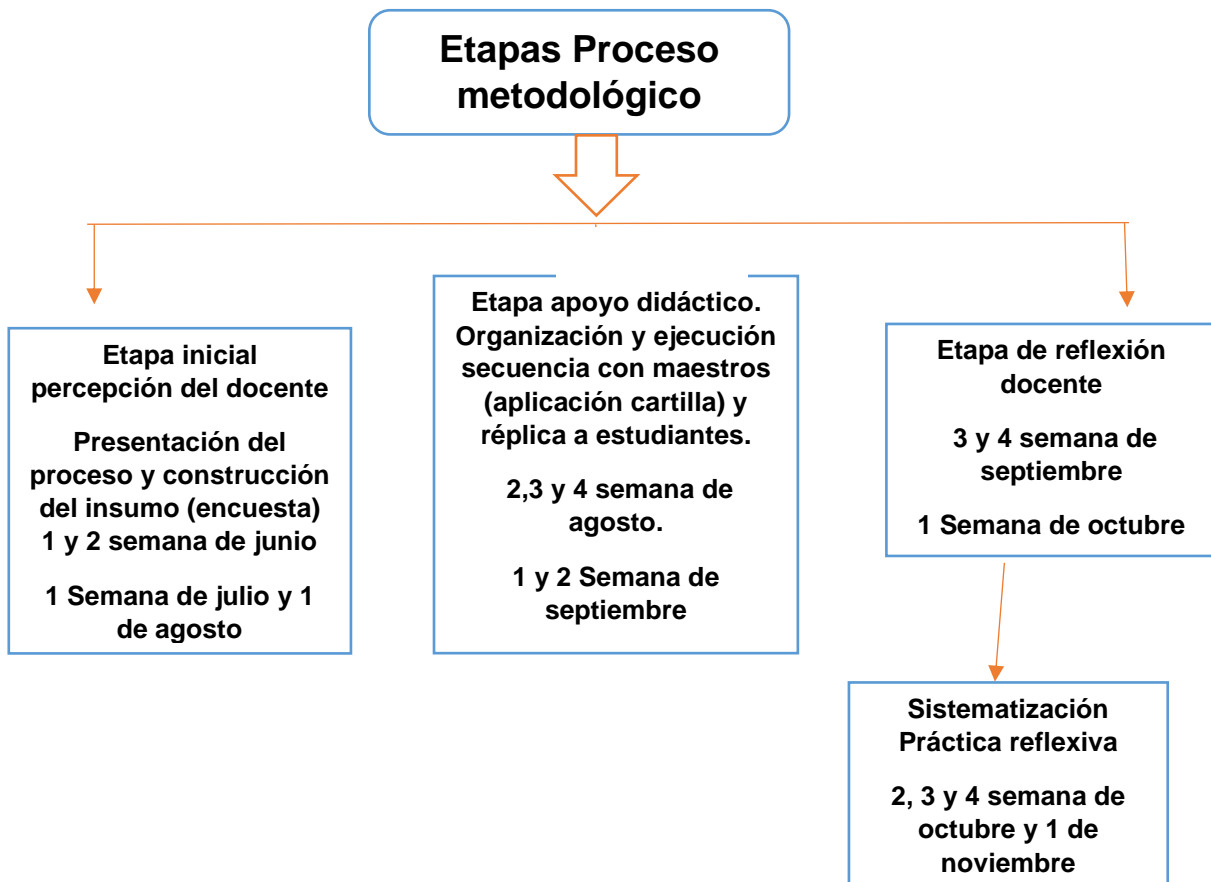 Etapas Proceso
metodológico
Etapa inicial
percepción del docente
Presentación del
proceso y construcción
del insumo (encuesta)
1 y 2 semana de junio
1 Semana de julio y 1
de agosto
Etapa apoyo didáctico.
Organización y ejecución
secuencia con maestros
(aplicación cartilla) y
réplica a estudiantes.
2,3 y 4 semana de
agosto.
1 y 2 Semana de
septiembre
Etapa de reflexión
docente
3 y 4 semana de
septiembre
1 Semana de octubre
Sistematización
Práctica reflexiva
2, 3 y 4 semana de
octubre y 1 de
noviembre